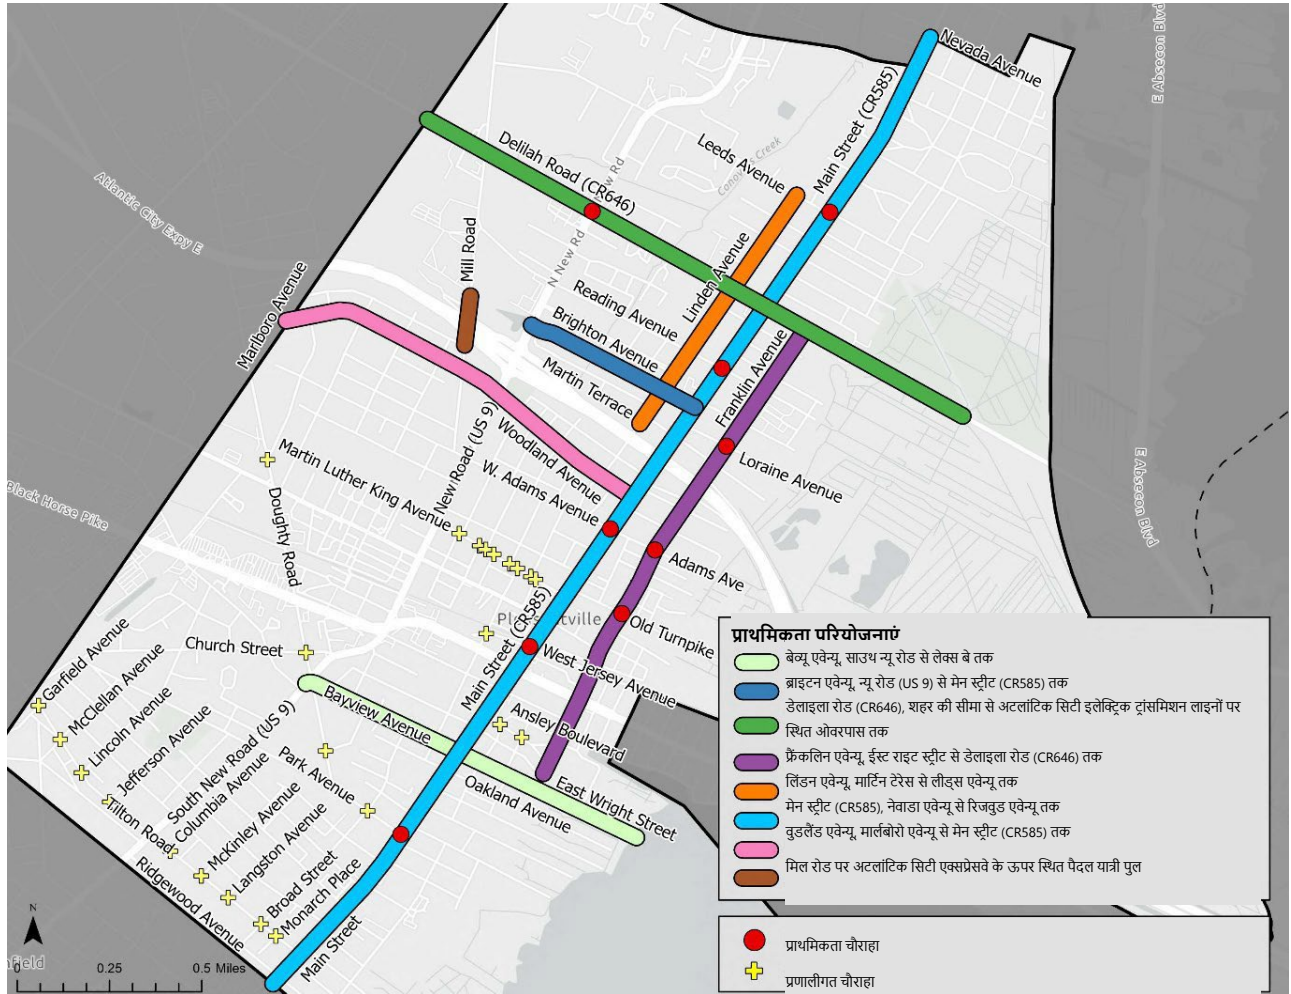 Nevada Avenue
E Absecon Blvd
Main Street (CR585)
Leeds Avenue
Conovers Creek
Delilah Road (CR646)
New Rd
Atlantic City Expy E
Mill Road
N New Rd
Linden Avenue
Reading Avenue
Brighton Avenue
Marlboro Avenue
Martin Terrace
Franklin Avenue
Woodland Avenue
New Road (US 9)
W. Adams Avenue
Loraine Avenue
Martin Luther King Avenue
E Absecon Blvd
Black Horse Pike
Doughty Road
Adams Ave
Main Street (CR585)
Old Turnpike
Church Street
West Jersey Avenue
Garfield Avenue
McClellan Avenue
Lincoln Avenue
Jefferson Avenue
South New Road (US 9)
Bayview Avenue
Ansley Boulevard
Park Avenue
Columbia Avenue
Tilton Road
McKinley Avenue
Langston Avenue
Oakland Avenue
East Wright Street
Broad Street
Monarch Place
Ridgewood Avenue
Main Street
N
0 0.25 0.5 Miles
प्राथमिकता परियोजनाएं
बेव्यू एवेन्यू, साउथ न्यू रोड से लेक्स बे तक
ब्राइटन एवेन्यू, न्यू रोड (US 9) से मेन स्ट्रीट (CR585) तक
डेलाइला रोड (CR646), शहर की सीमा से अटलांटिक सिटी इलेक्ट्रिक ट्रांसमिशन लाइनों पर
स्थित ओवरपास तक
फ्रैंकलिन एवेन्यू, ईस्ट राइट स्ट्रीट से डेलाइला रोड (CR646) तक
लिंडन एवेन्यू, मार्टिन टेरेस से लीड्स एवेन्यू तक
मेन स्ट्रीट (CR585), नेवाडा एवेन्यू से रिजवुड एवेन्यू तक
वुडलैंड एवेन्यू, मार्लबोरो एवेन्यू से मेन स्ट्रीट (CR585) तक
मिल रोड पर अटलांटिक सिटी एक्सप्रेसवे के ऊपर स्थित पैदल यात्री पुल
प्राथमिकता चौराहा
प्रणालीगत चौराहा